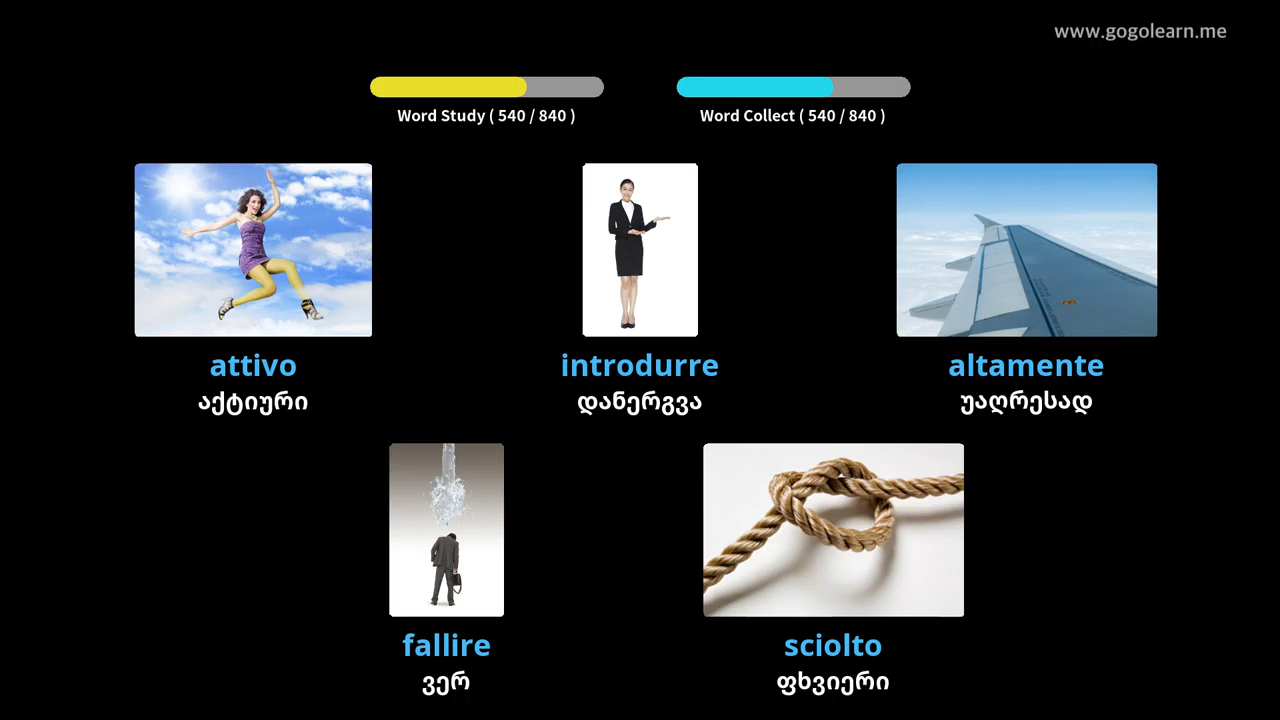 www.gogolearn.me
Word Study ( 540 / 840 )
Word Collect ( 540 / 840 )
attivo
აქტიური
introdurre
დანერგვა
altamente
უაღრესად
fallire
ვერ
sciolto
ფხვიერი